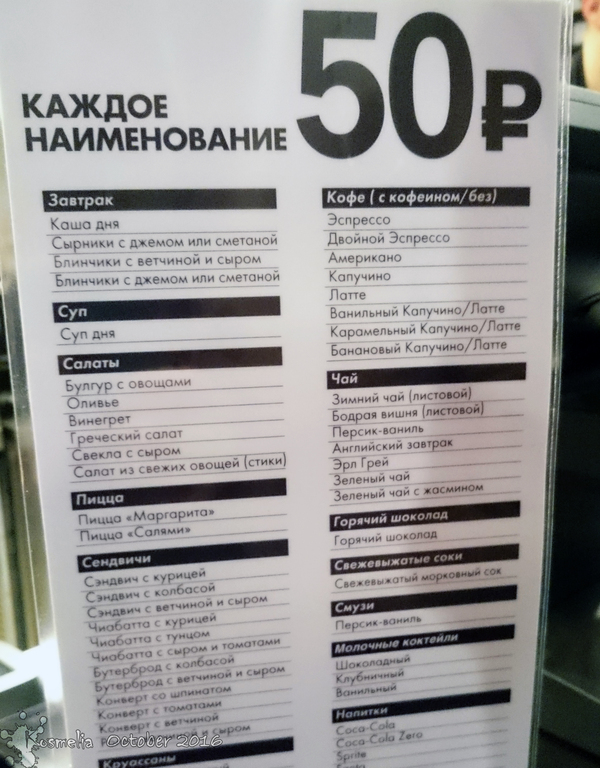 КАЖДОЕ
НАИМЕНОВАНИЕ
50₽
Завтрак
Каша дня
Сырники с джемом или сметаной
Блинчики с ветчиной и сыром
Блинчики с джемом или сметаной
Суп
Суп дня
Салаты
Булгур с овощами
Оливье
Винегрет
Греческий салат
Свекла с сыром
Салат из свежих овощей (стики)
Пицца
Пицца «Маргарита»
Пицца «Салями»
Сендвичи
Сэндвич с курицей
Сэндвич с колбасой
Сэндвич с ветчиной и сыром
Чиабатта с курицей
Чиабатта с тунцом
Чиабатта с сыром и томатами
Бутерброд с колбасой
Бутерброд с ветчиной и сыром
Конверт со шпинатом
Конверт с томатами
Конверт с ветчиной
и сыром
Круассаны
Кофе ( с кофеином/без)
Эспрессо
Двойной Эспрессо
Американо
Капучино
Латте
Ванильный Капучино/Латте
Карамельный Капучино/Латте
Банановый Капучино/Латте
Чай
Зимний чай (листовой)
Бодрая вишня (листовой)
Персик-ваниль
Английский завтрак
Эрл Грей
Зеленый чай
Зеленый чай с жасмином
Горячий шоколад
Горячий шоколад
Свежевыжатые соки
Свежевыжатый морковный сок
Смузи
Персик-ваниль
Молочные коктейли
Шоколадный
Клубничный
Ванильный
Напитки
Coca-Cola
Coca-Cola Zero
Sprite
Fanta
Kosmelia October 2016